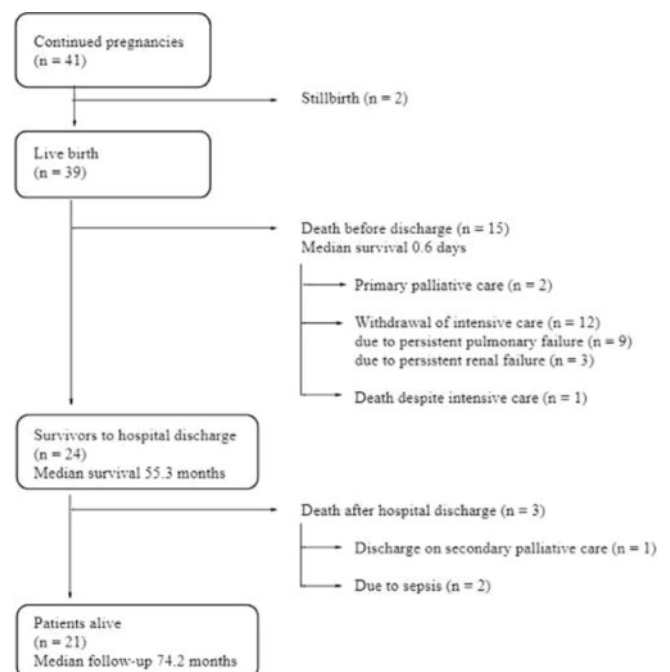 Continued pregnancies
(n = 41)
Stillbirth (n = 2)
Live birth
(n = 39)
Death before discharge (n = 15)
Median survival 0.6 days
Primary palliative care (n = 2)
Withdrawal of intensive care (n = 12)
due to persistent pulmonary failure (n = 9)
due to persistent renal failure (n = 3)
Death despite intensive care (n = 1)
Survivors to hospital discharge
(n = 24)
Median survival 55.3 months
Death after hospital discharge (n = 3)
Discharge on secondary palliative care (n = 1)
Due to sepsis (n = 2)
Patients alive
(n = 21)
Median follow-up 74.2 months